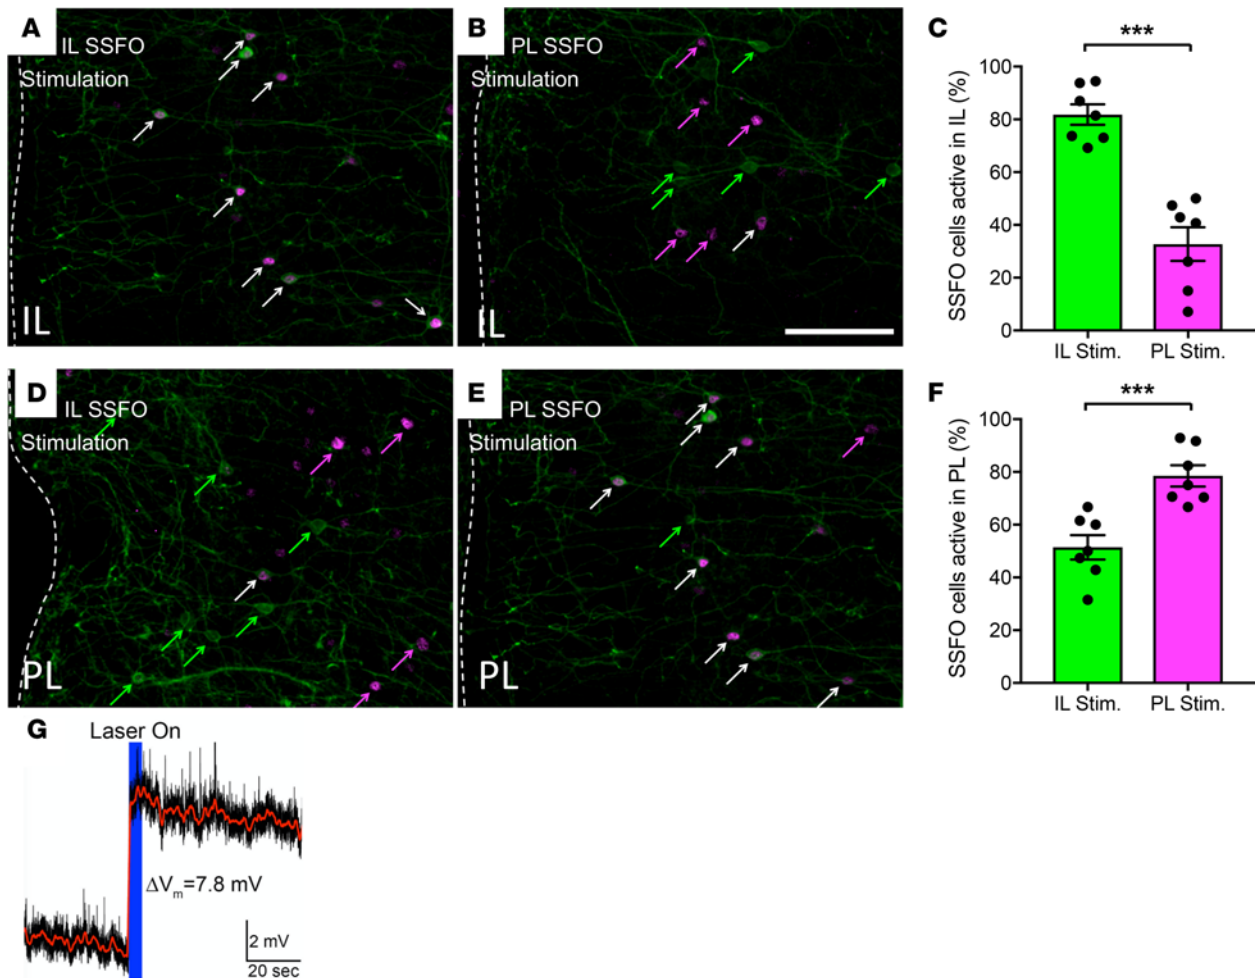 A
IL SSFO
Stimulation
IL
B
PL SSFO
Stimulation
IL
C
***
SSFO cells active in IL (%)
100
80
60
40
20
0
IL Stim.
PL Stim.
D
IL SSFO
Stimulation
PL
E
PL SSFO
Stimulation
PL
F
***
SSFO cells active in PL (%)
100
80
60
40
20
0
IL Stim.
PL Stim.
G
Laser On
ΔVm=7.8 mV
2 mV
20 sec